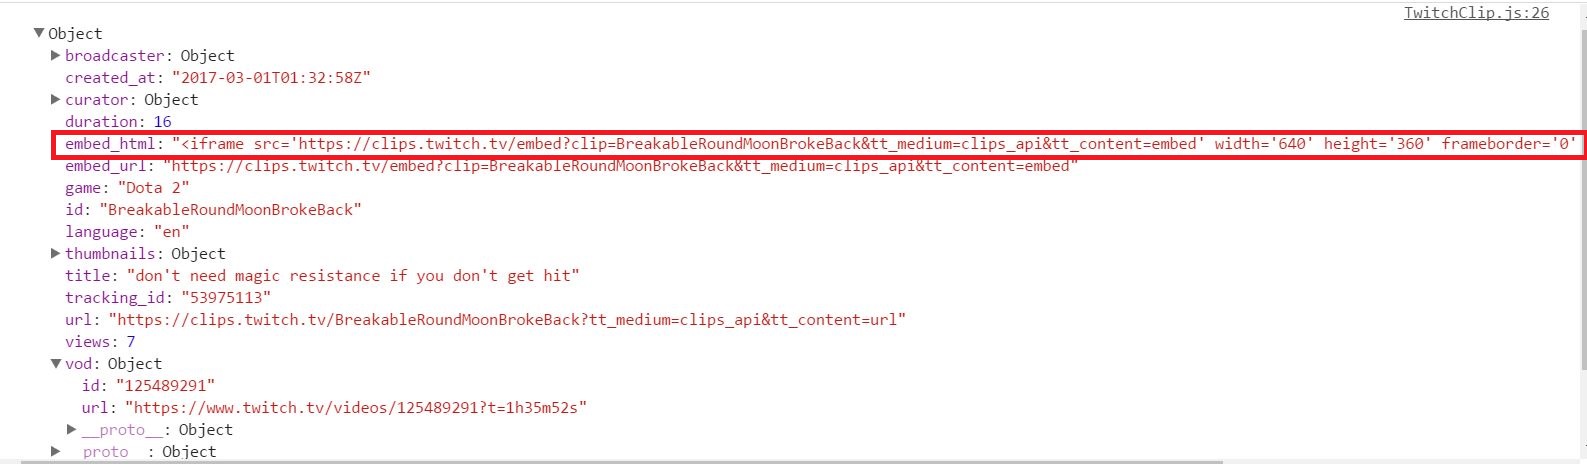 TwitchClip.js:26
Object
broadcaster: Object
created_at: "2017-03-01T01:32:58Z"
curator: Object
duration: 16
embed_html: "<iframe src='https://clips.twitch.tv/embed?clip=BreakableRoundMoonBrokeBack&tt_medium=clips_api&tt_content=embed' width='640' height='360' frameborder='0'
embed_url: "https://clips.twitch.tv/embed?clip=BreakableRoundMoonBrokeBack&tt_medium=clips_api&tt_content=embed"
game: "Dota 2"
id: "BreakableRoundMoonBrokeBack"
language: "en"
thumbnails: Object
title: "don't need magic resistance if you don't get hit"
tracking_id: "53975113"
url: "https://clips.twitch.tv/BreakableRoundMoonBrokeBack?tt_medium=clips_api&tt_content=url"
views: 7
vod: Object
id: "125489291"
url: "https://www.twitch.tv/videos/125489291?t=1h35m52s"
__proto__: Object
__proto__: Object